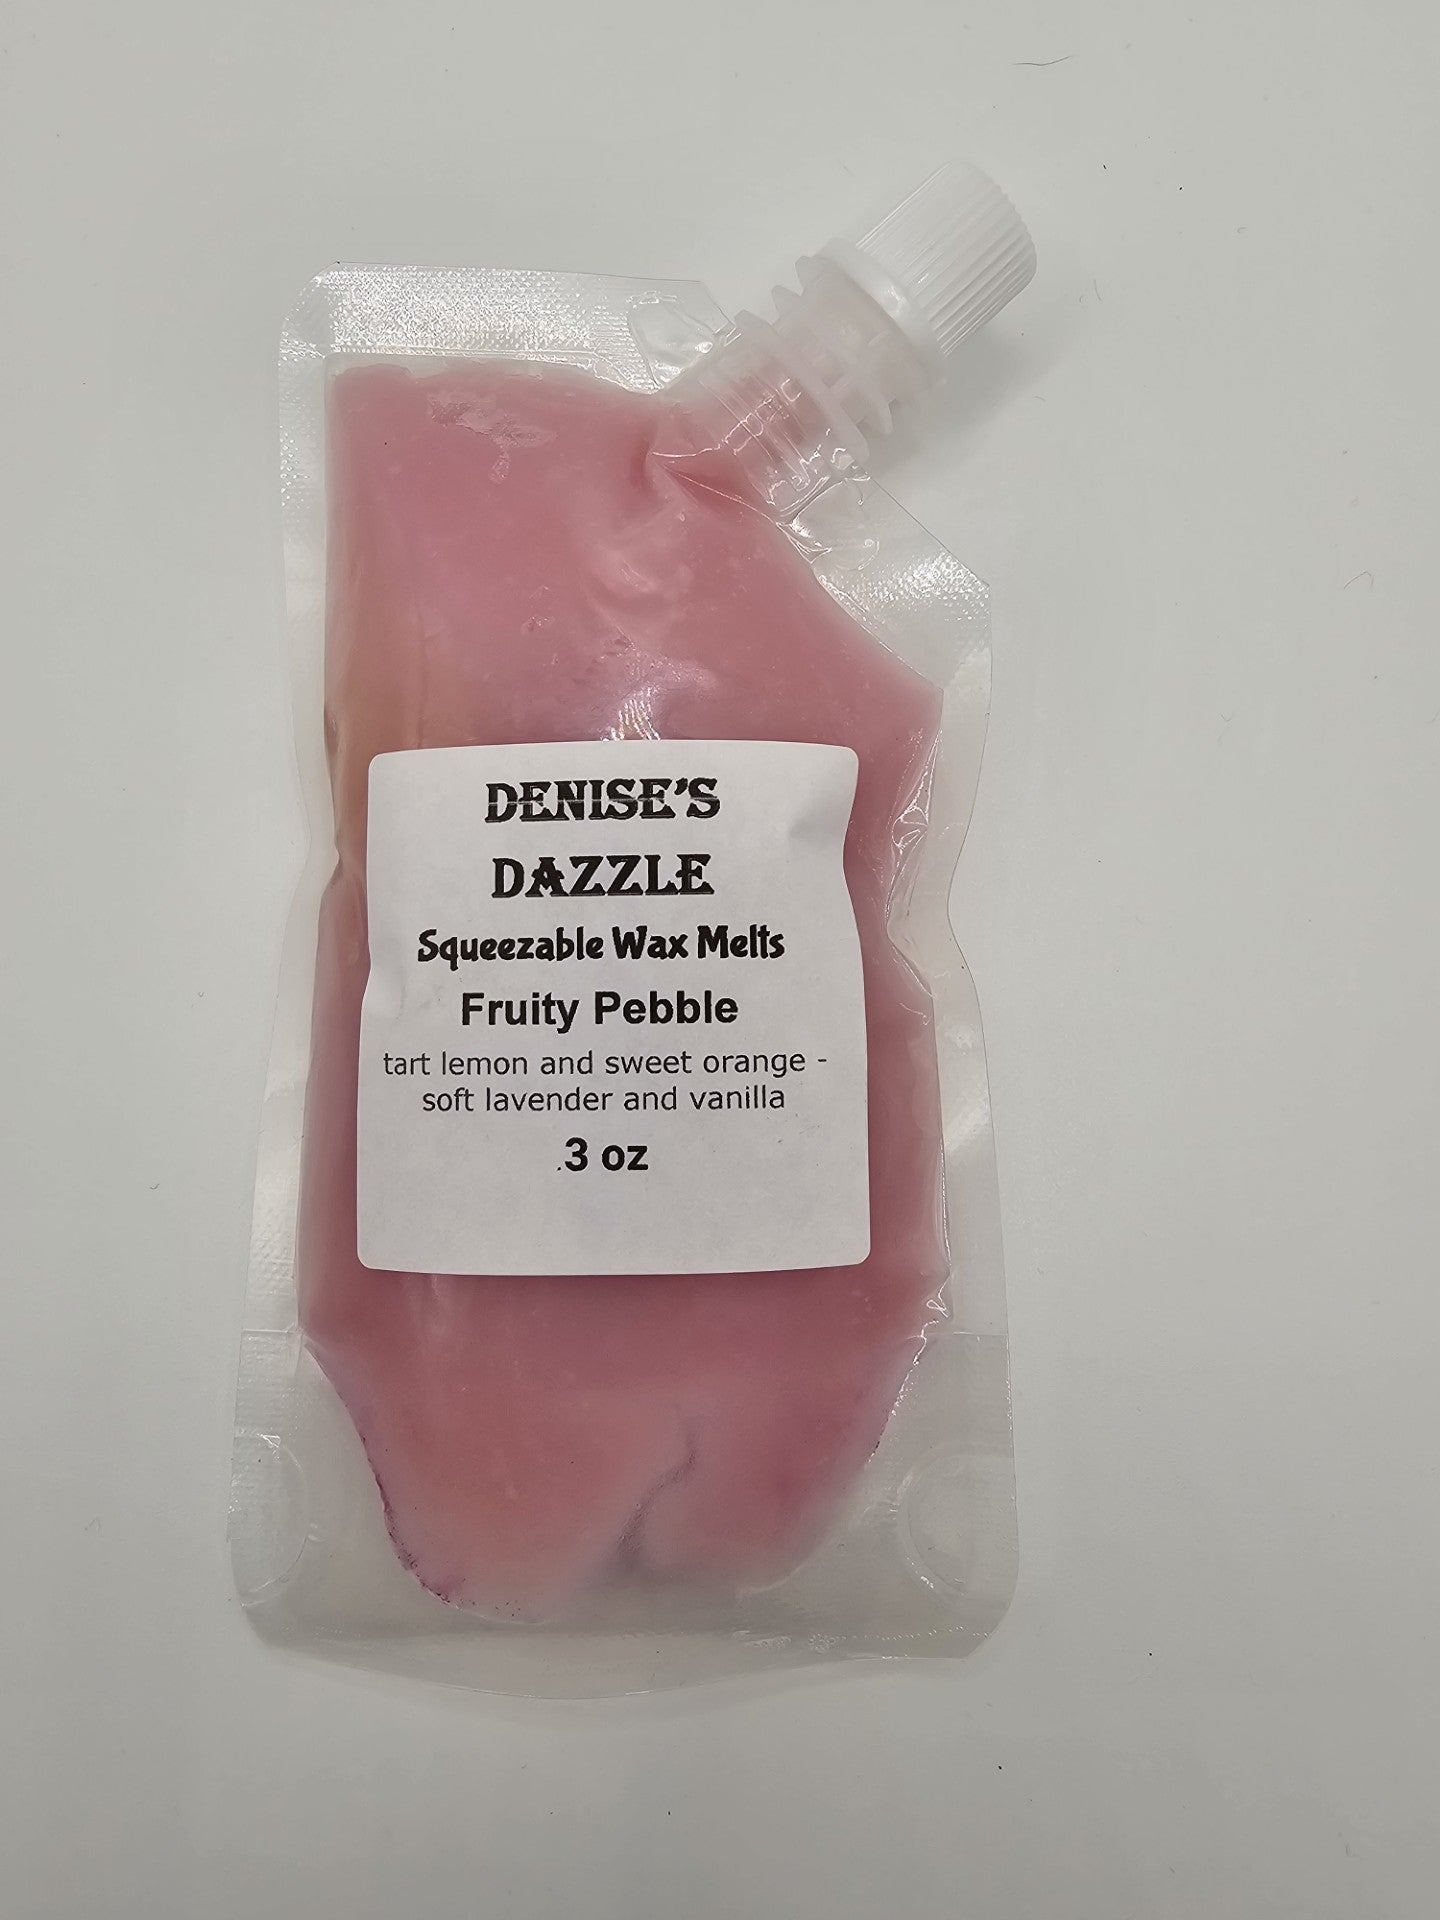 DENISE'S
DAZZLE
Squeezable Wax Melts
Fruity Pebble
tart lemon and sweet orange -
soft lavender and vanilla
.3 oz